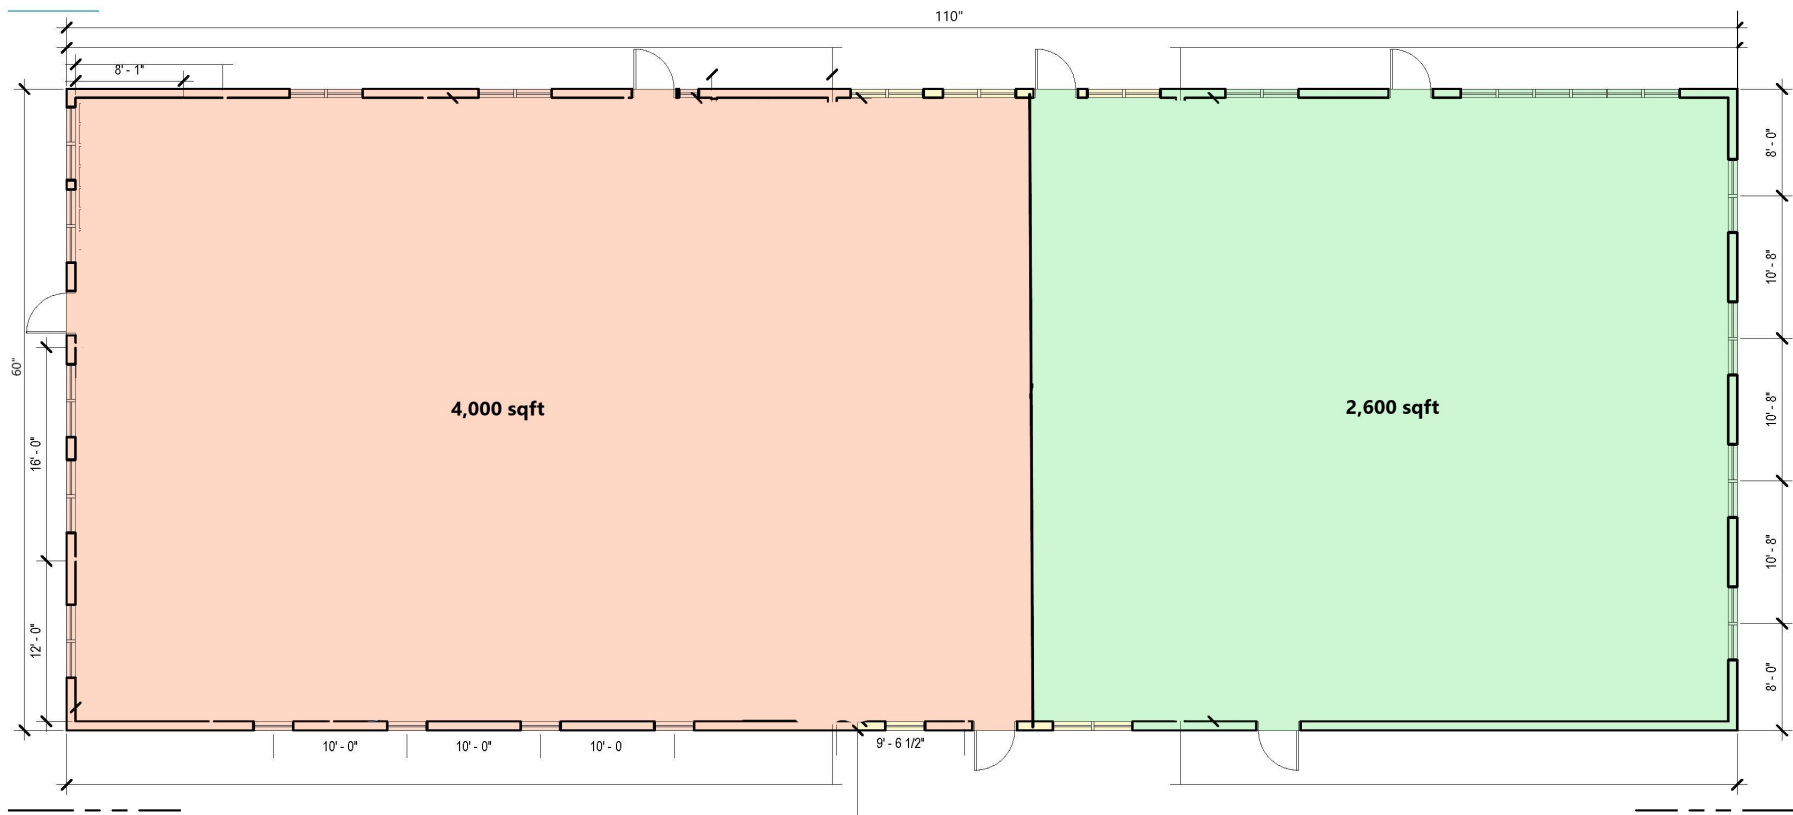 110"
8' - 1"
8' - 0"
10' - 8"
60"
4,000 sqft
2,600 sqft
10' - 8"
16' - 0"
10' - 8"
12' - 0"
8' - 0"
10' - 0"
10' - 0"
10' - 0
9' - 6 1/2"